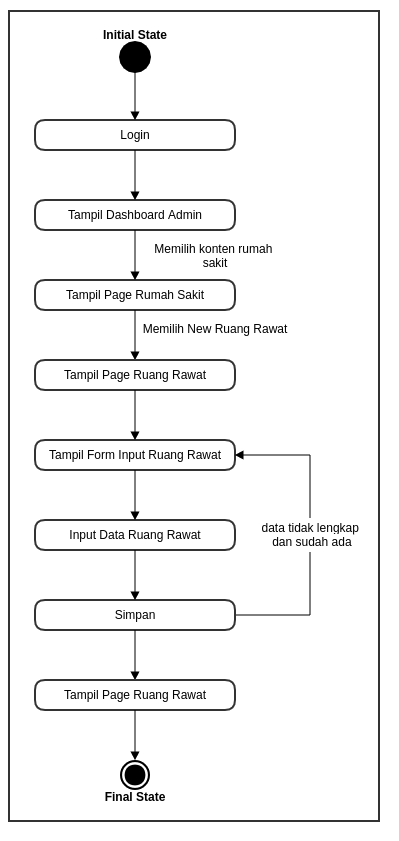 Initial State
Login
Tampil Dashboard Admin
Memilih konten rumah
sakit
Tampil Page Rumah Sakit
Memilih New Ruang Rawat
Tampil Page Ruang Rawat
Tampil Form Input Ruang Rawat
data tidak lengkap
dan sudah ada
Input Data Ruang Rawat
Simpan
Tampil Page Ruang Rawat
Final State